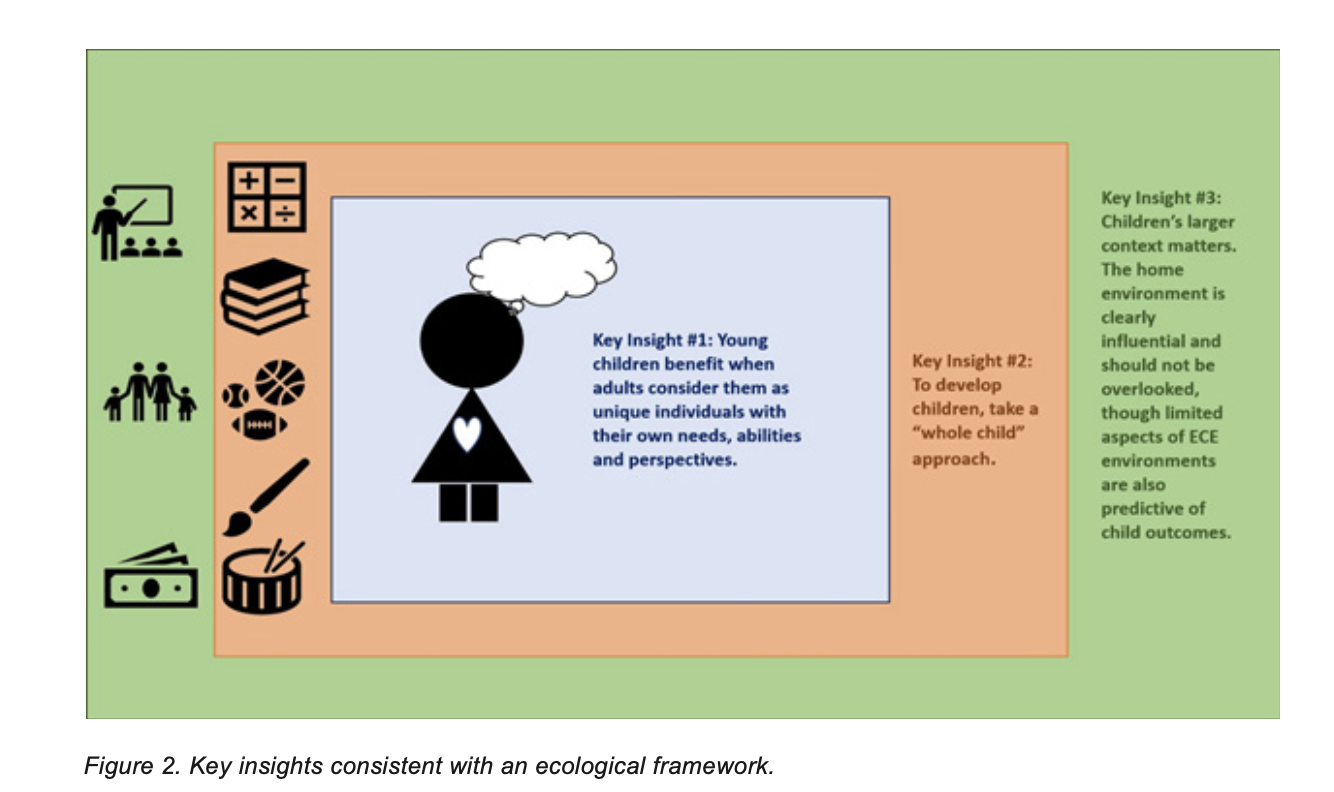 Key Insight #1: Young
children benefit when
adults consider them as
unique individuals with
their own needs, abilities
and perspectives.
Key Insight #2:
To develop
children, take a
“whole child”
approach.
Key Insight #3:
Children’s larger
context matters.
The home
environment is
clearly
influential and
should not be
overlooked,
though limited
aspects of ECE
environments
are also
predictive of
child outcomes.
Figure 2. Key insights consistent with an ecological framework.